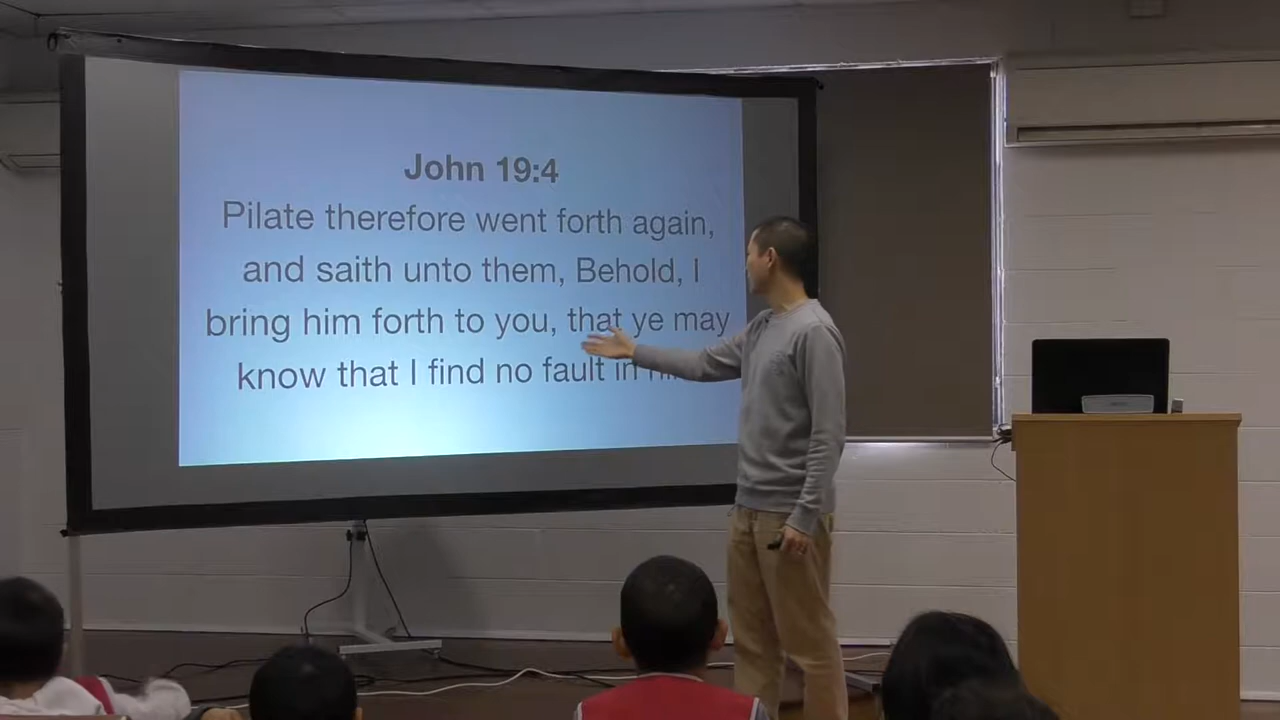 John 19:4
Pilate therefore went forth again,
and saith unto them, Behold, I
bring him forth to you, that ye may
know that I find no fault in